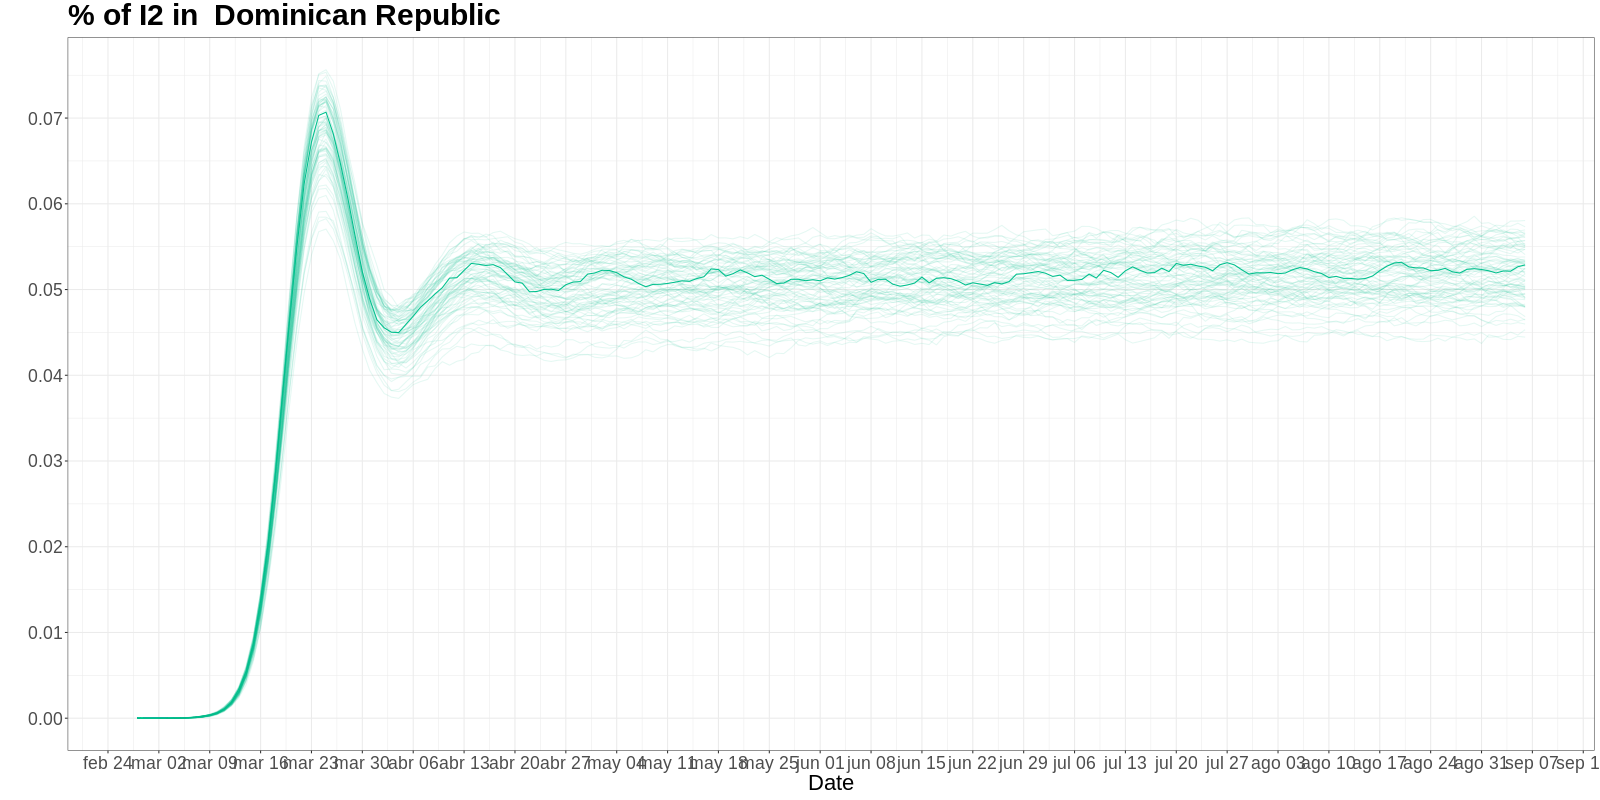 % of I2 in  Dominican Republic
0.07
0.06
0.05
0.04
0.03
0.02
0.01
0.00
feb 24 mar 02 mar 09 mar 16 mar 23 mar 30 abr 06 abr 13 abr 20 abr 27 may 04 may 11 may 18 may 25 jun 01 jun 08 jun 15 jun 22 jun 29 jul 06 jul 13 jul 20 jul 27 ago 03 ago 10 ago 17 ago 24 ago 31 sep 07 sep 1
Date